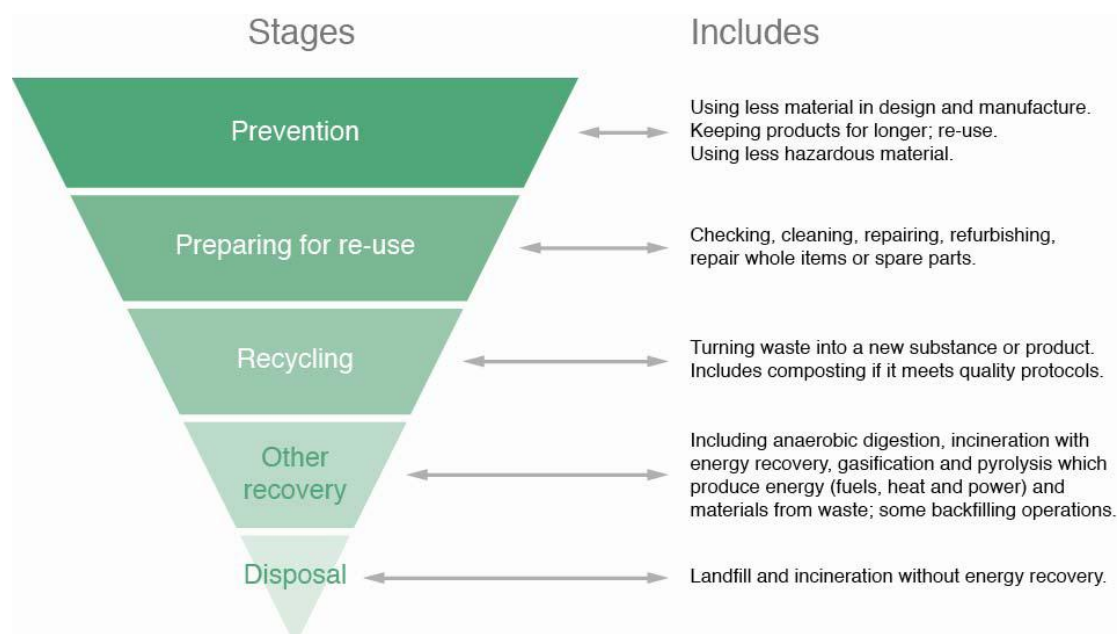 Stages
Includes
Prevention
Using less material in design and manufacture.
Keeping products for longer; re-use.
Using less hazardous material.
Preparing for re-use
Checking, cleaning, repairing, refurbishing,
repair whole items or spare parts.
Recycling
Turning waste into a new substance or product.
Includes composting if it meets quality protocols.
Other
recovery
Including anaerobic digestion, incineration with
energy recovery, gasification and pyrolysis which
produce energy (fuels, heat and power) and
materials from waste; some backfilling operations.
Disposal
Landfill and incineration without energy recovery.